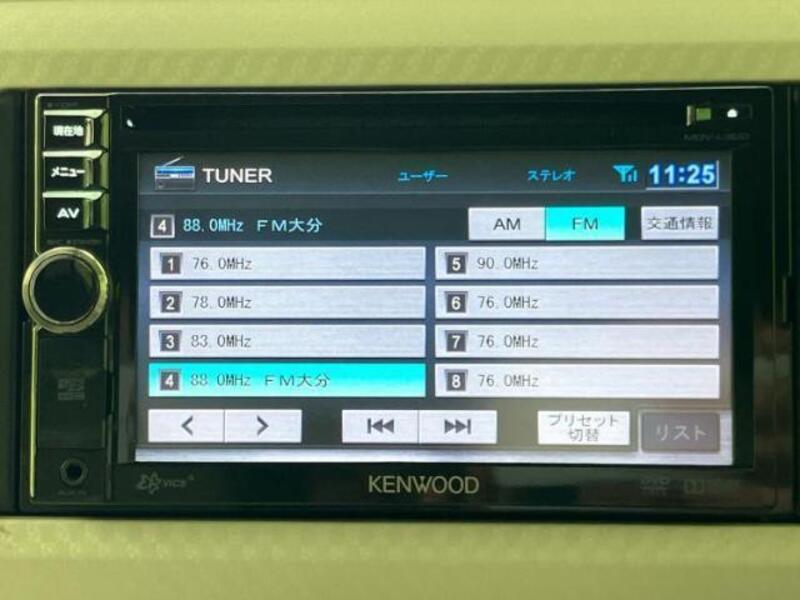 現在地
メニュー
AV
TUNER ユーザー ステレオ 11:25
4 88.0MHz FM大分 AM FM 交通情報
1 76.0MHz 5 90.0MHz
2 78.0MHz 6 76.0MHz
3 83.0MHz 7 76.0MHz
4 88.0MHz FM大分 8 76.0MHz
プリセット
切替
リスト
VICS
KENWOOD